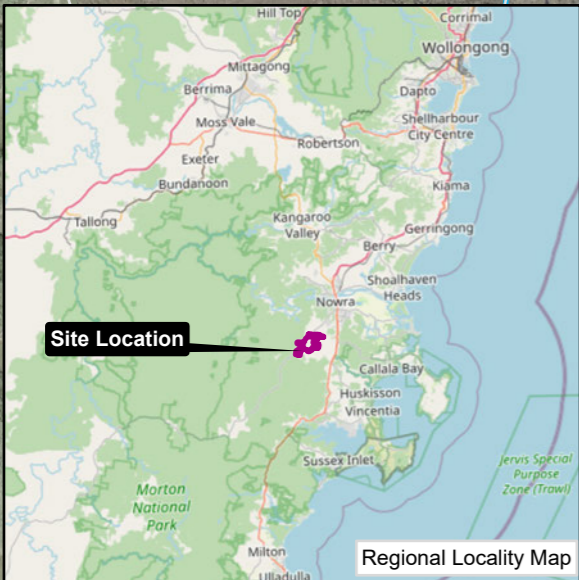 Hill Top
Corrimal
Wollongong
Mittagong
Dapto
Berrima
Shellharbour
City Centre
Moss Vale
Robertson
Exeter
Kiama
Bundanoon
Tallong
Kangaroo
Valley
Gerringong
Berry
Shoalhaven
Heads
Nowra
Site Location
Callala Bay
Huskisson
Vincentia
Sussex Inlet
Jervis Special
Purpose
Zone (Trawl)
Morton
National
Park
Milton
Regional Locality Map
Ulladulla